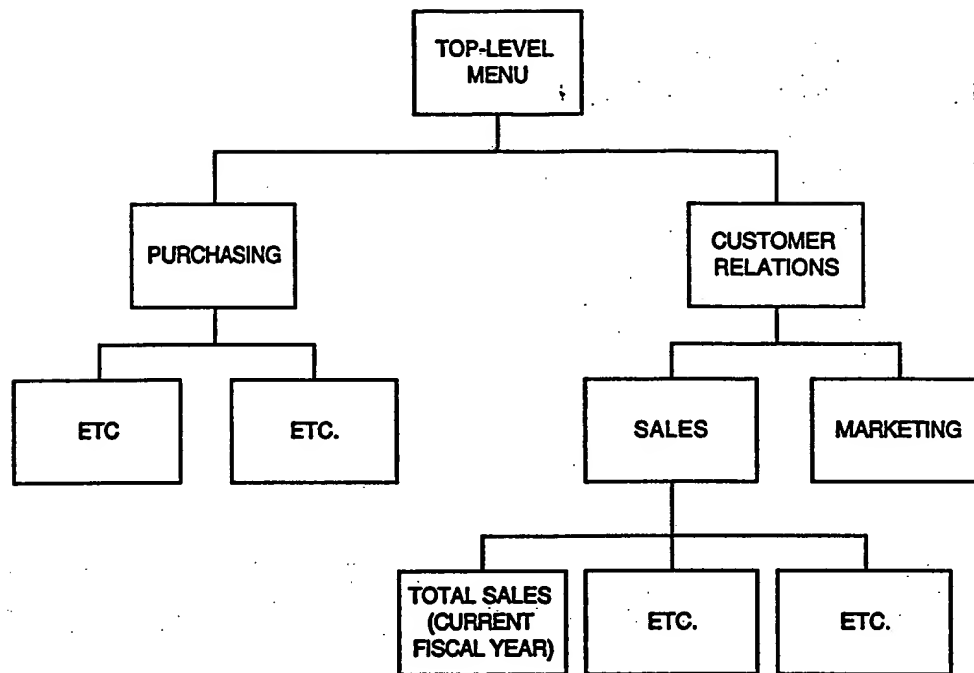 TOP-LEVEL
MENU
PURCHASING
CUSTOMER
RELATIONS
ETC
ETC.
SALES
MARKETING
TOTAL SALES
(CURRENT
FISCAL YEAR)
ETC.
ETC.